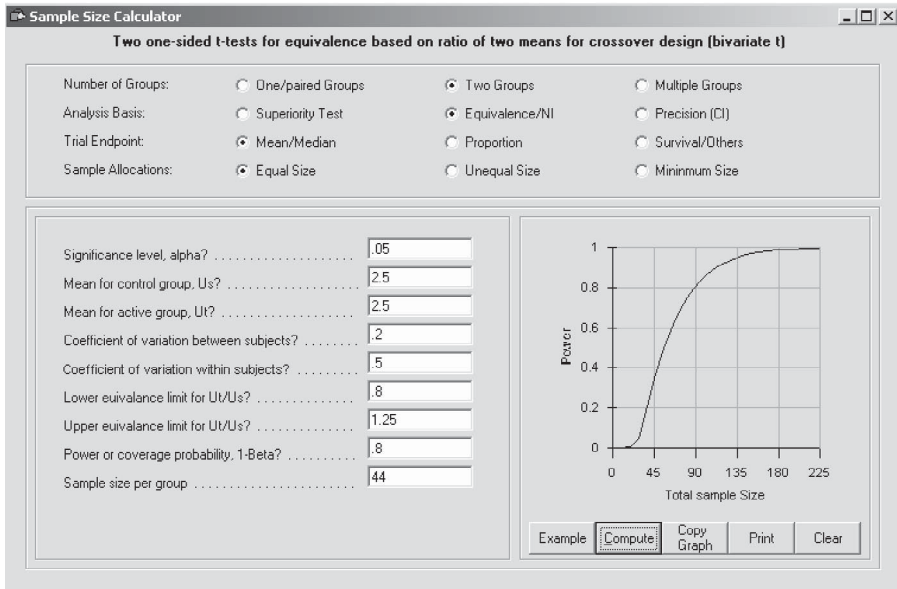 Sample Size Calculator
Two one-sided t-tests for equivalence based on ratio of two means for crossover design (bivariate t)
Number of Groups: One/paired Groups Two Groups Multiple Groups
Analysis Basis: Superiority Test Equivalence/NI Precision (CI)
Trial Endpoint: Mean/Median Proportion Survival/Others
Sample Allocations: Equal Size Unequal Size Mininmum Size
Significance level, alpha? .05
Mean for control group, Us? 2.5
Mean for active group, Ut? 2.5
Coefficient of variation between subjects? .2
Coefficient of variation within subjects? .5
Lower euivalance limit for Ut/Us? .8
Upper euivalance limit for Ut/Us? 1.25
Power or coverage probability, 1-Beta? .8
Sample size per group 44
Power
1
0.8
0.6
0.4
0.2
0
0 45 90 135 180 225
Total sample Size
Example Compute Copy Graph Print Clear